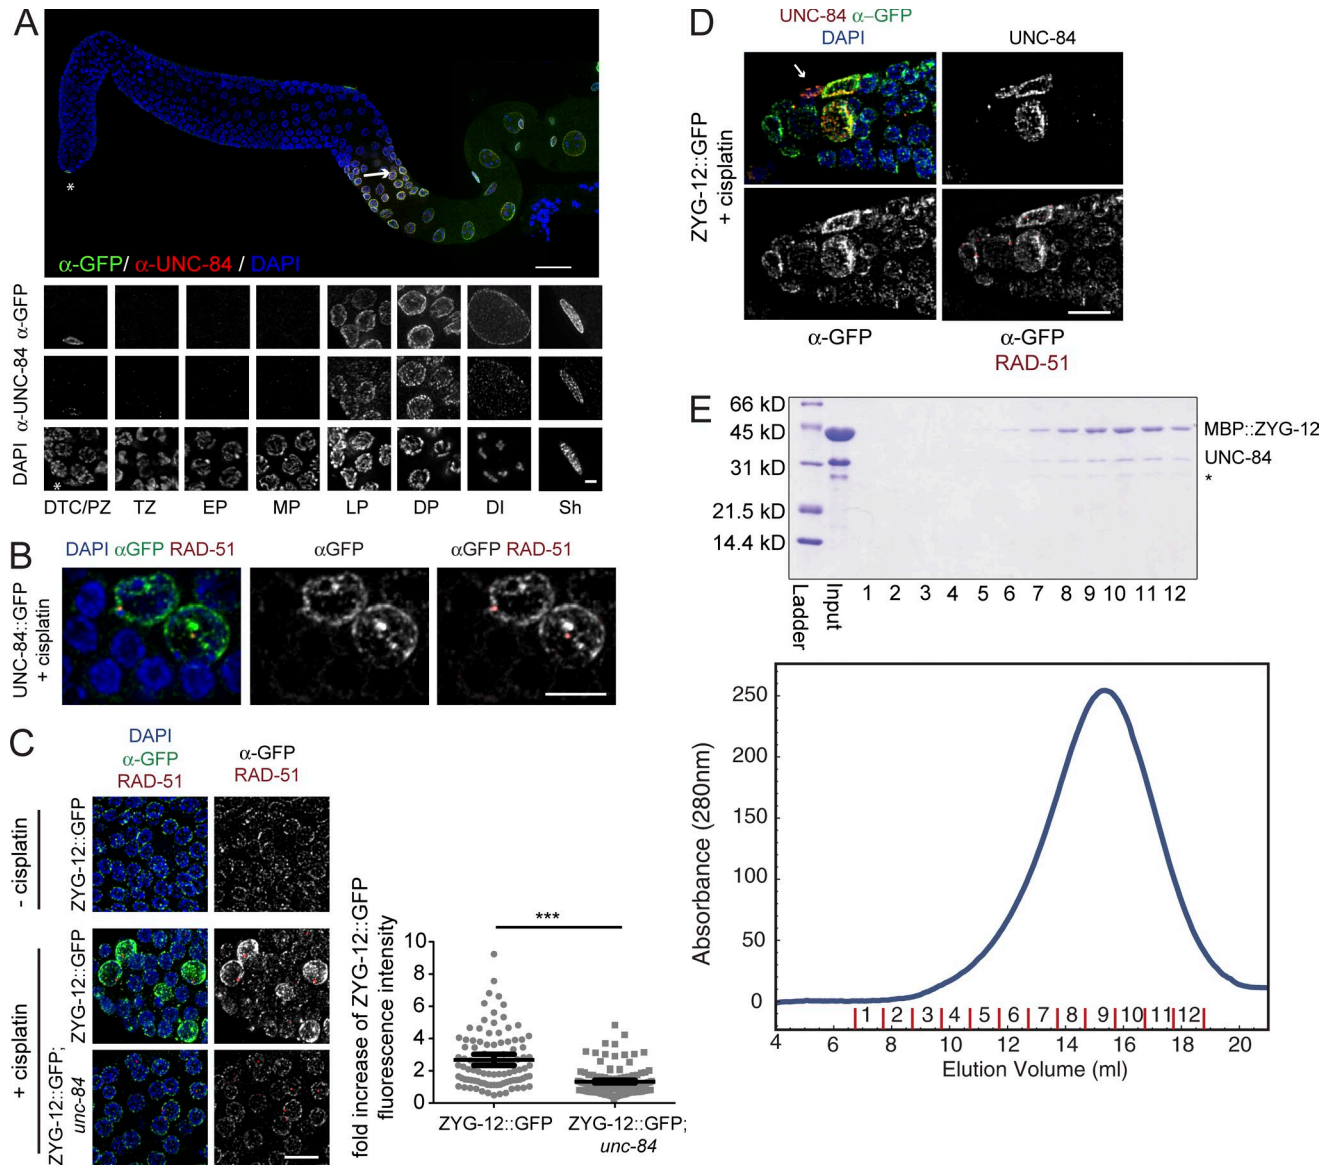 A
*
α-GFP/ α-UNC-84 / DAPI
α-GFP
α-UNC-84
DAPI
*
DTC/PZ TZ EP MP LP DP DI Sh
B
DAPI αGFP RAD-51 αGFP αGFP RAD-51
UNC-84::GFP
+ cisplatin
C
DAPI
α-GFP
RAD-51
α-GFP
RAD-51
- cisplatin
ZYG-12::GFP
+ cisplatin
ZYG-12::GFP
ZYG-12::GFP;
unc-84
fold increase of ZYG-12::GFP
fluorescence intensity
***
10
8
6
4
2
0
ZYG-12::GFP
ZYG-12::GFP;
unc-84
D
UNC-84 α–GFP
DAPI
UNC-84
ZYG-12::GFP
+ cisplatin
α-GFP
α-GFP
RAD-51
E
66 kD
45 kD
31 kD
21.5 kD
14.4 kD
MBP::ZYG-12
UNC-84
*
Ladder
Input
1 2 3 4 5 6 7 8 9 10 11 12
Absorbance (280nm)
250
200
150
100
50
0
1 2 3 4 5 6 7 8 9 10 11 12
4 6 8 10 12 14 16 18 20
Elution Volume (ml)